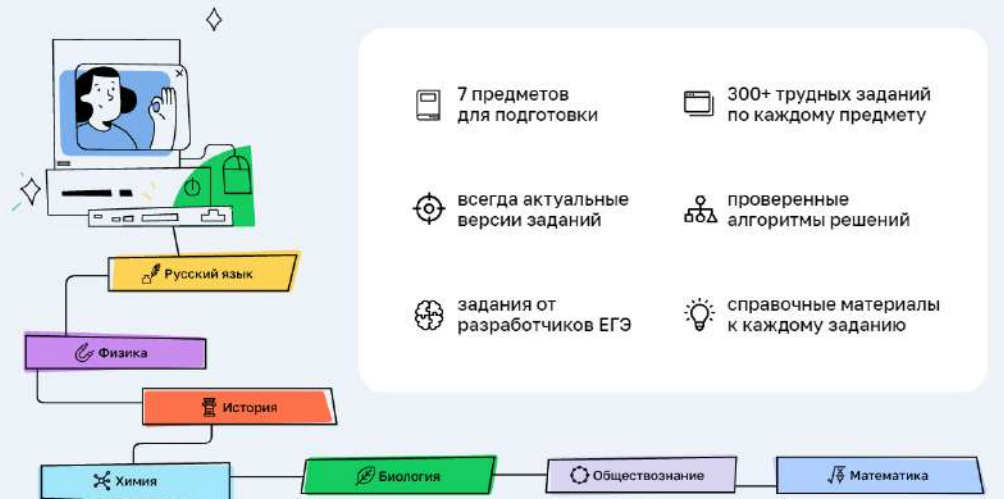 7 предметов
для подготовки
300+ трудных заданий
по каждому предмету
всегда актуальные
версии заданий
проверенные
алгоритмы решений
задания от
разработчиков ЕГЭ
справочные материалы
к каждому заданию
Русский язык
Физика
История
Химия
Биология
Обществознание
Математика